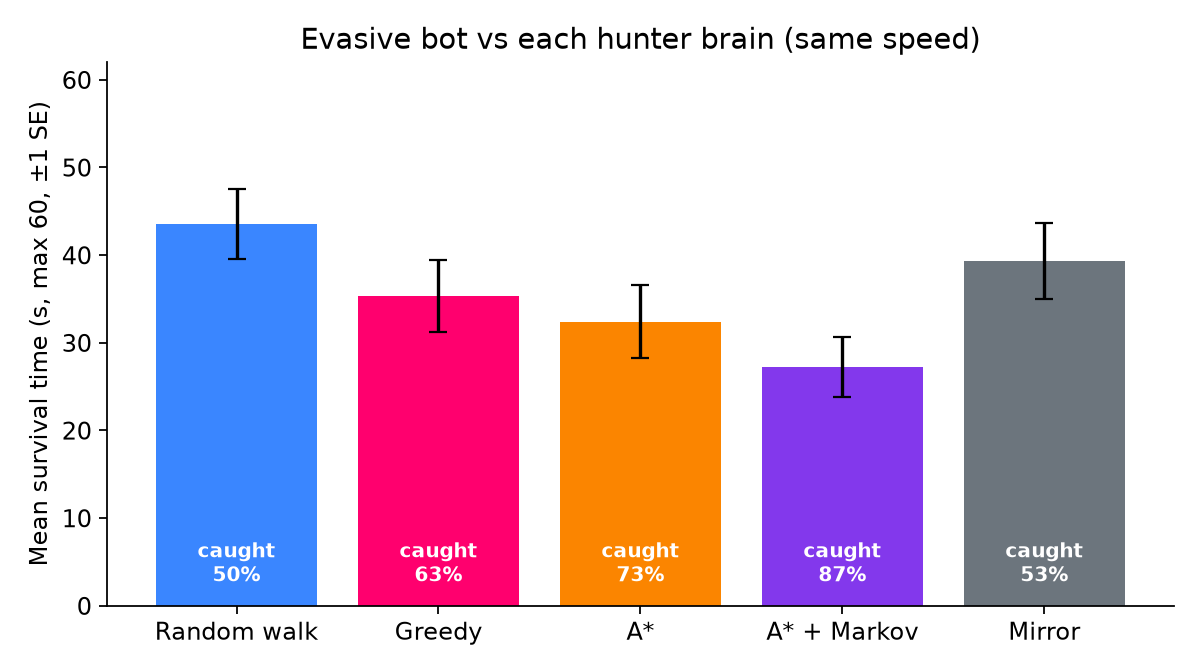 Evasive bot vs each hunter brain (same speed)
Mean survival time (s, max 60, ±1 SE)
60
50
40
30
20
10
0
caught
50%
caught
63%
caught
73%
caught
87%
caught
53%
Random walk
Greedy
A*
A* + Markov
Mirror